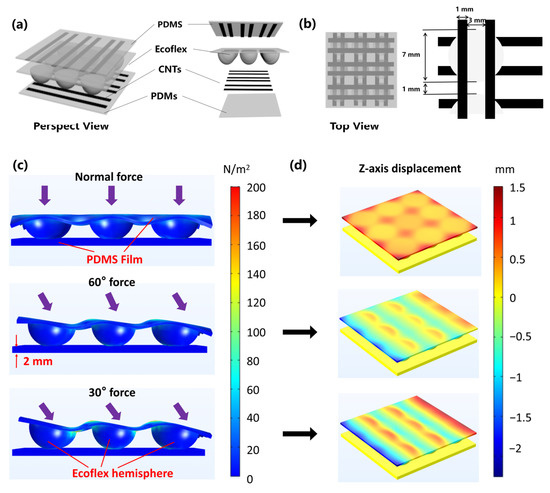 (a)
PDMS
Ecoflex
CNTs
PDMs
Perspect View
(b)
1 mm
3 mm
7 mm
1 mm
Top View
(c)
Normal force
PDMS Film
60° force
2 mm
30° force
Ecoflex hemisphere
N/m²
200
180
160
140
120
100
80
60
40
20
0
(d)
Z-axis displacement
mm
1.5
1
0.5
0
−0.5
−1
−1.5
−2